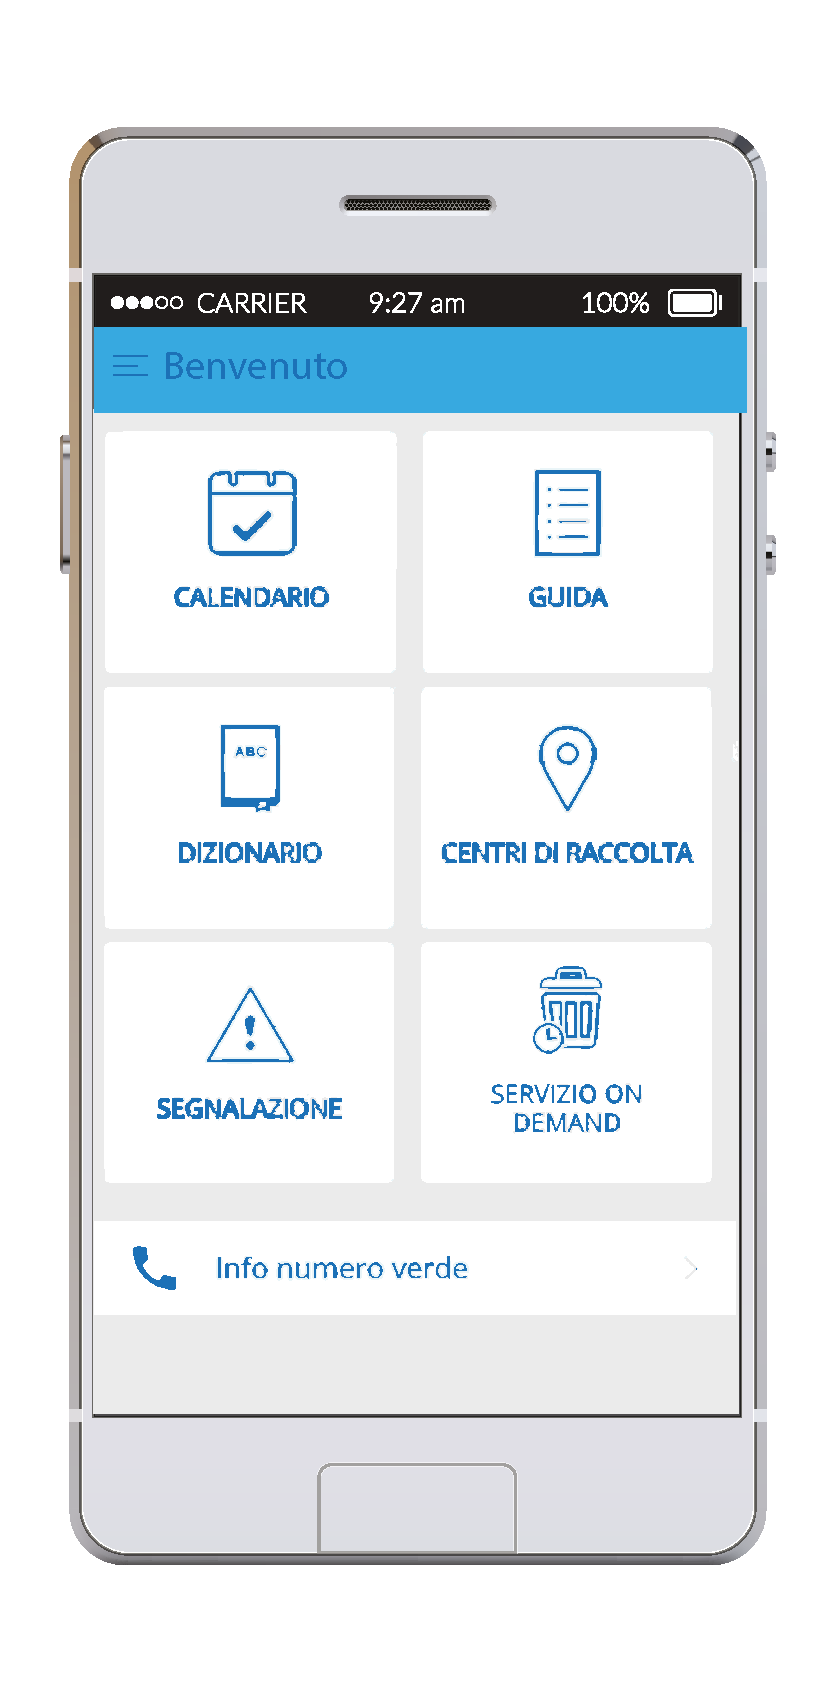 CARRIER 9:27 am 100%
Benvenuto
CALENDARIO
GUIDA
ABC
DIZIONARIO
CENTRI DI RACCOLTA
SEGNALAZIONE
SERVIZIO ON
DEMAND
Info numero verde